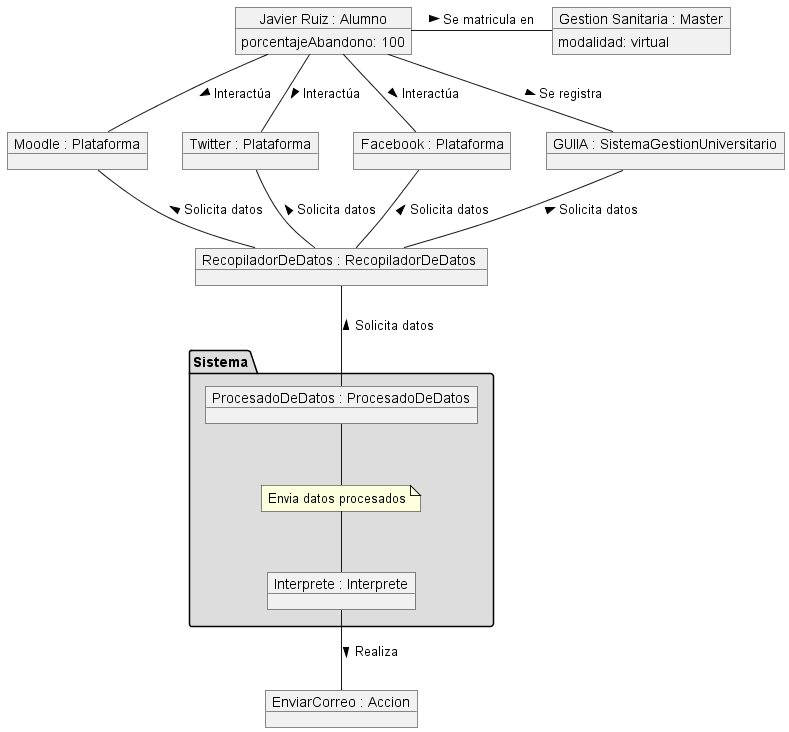 Javier Ruiz : Alumno
porcentajeAbandono: 100
Se matricula en
Gestion Sanitaria : Master
modalidad: virtual
Interactúa
Interactúa
Interactúa
Se registra
Moodle : Plataforma
Twitter : Plataforma
Facebook : Plataforma
GUIIA : SistemaGestionUniversitario
Solicita datos
Solicita datos
Solicita datos
Solicita datos
RecopiladorDeDatos : RecopiladorDeDatos
Solicita datos
Sistema
ProcesadoDeDatos : ProcesadoDeDatos
Envia datos procesados
Interprete : Interprete
Realiza
EnviarCorreo : Accion